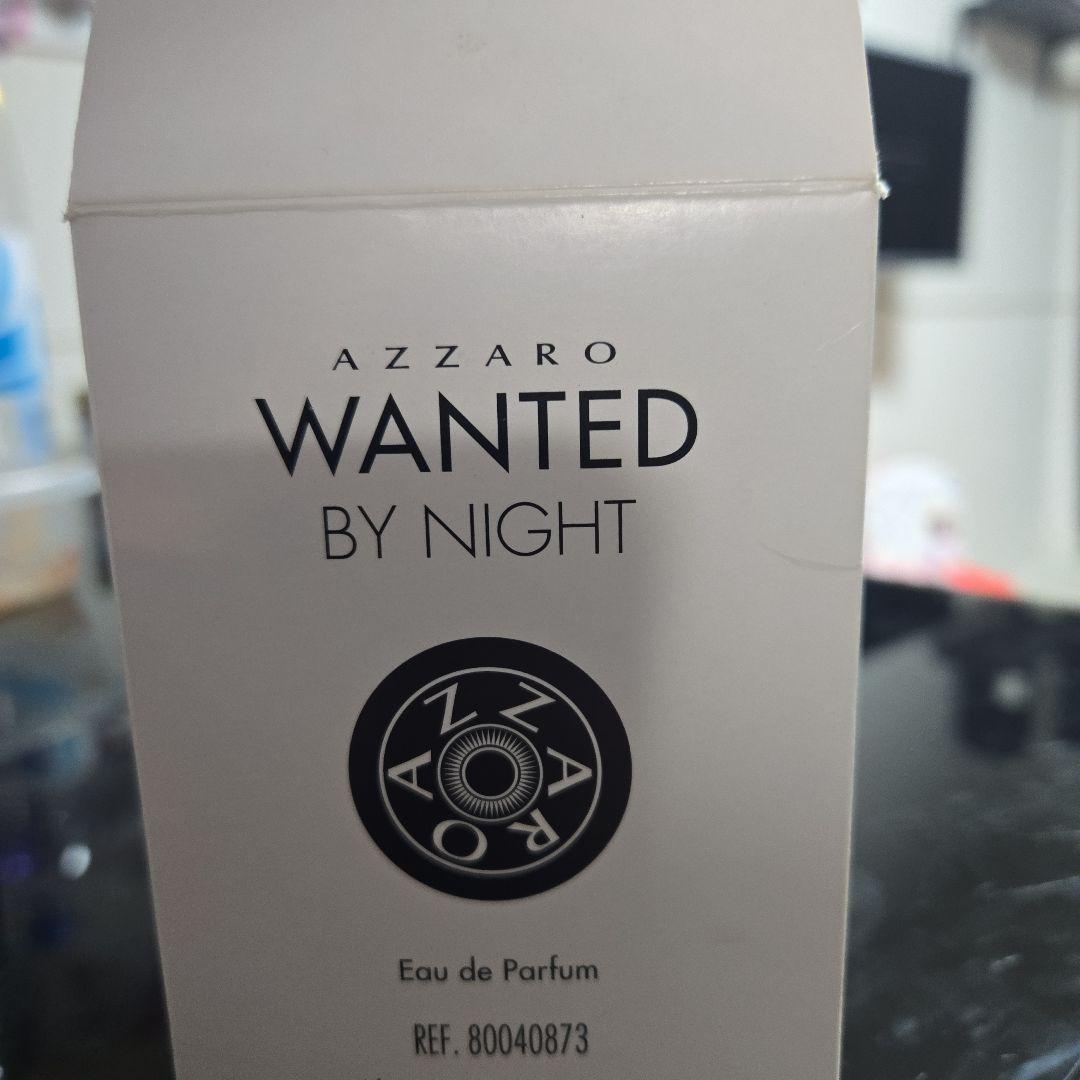 AZZARO
WANTED
BY NIGHT
AZZARO
Eau de Parfum
REF. 80040873